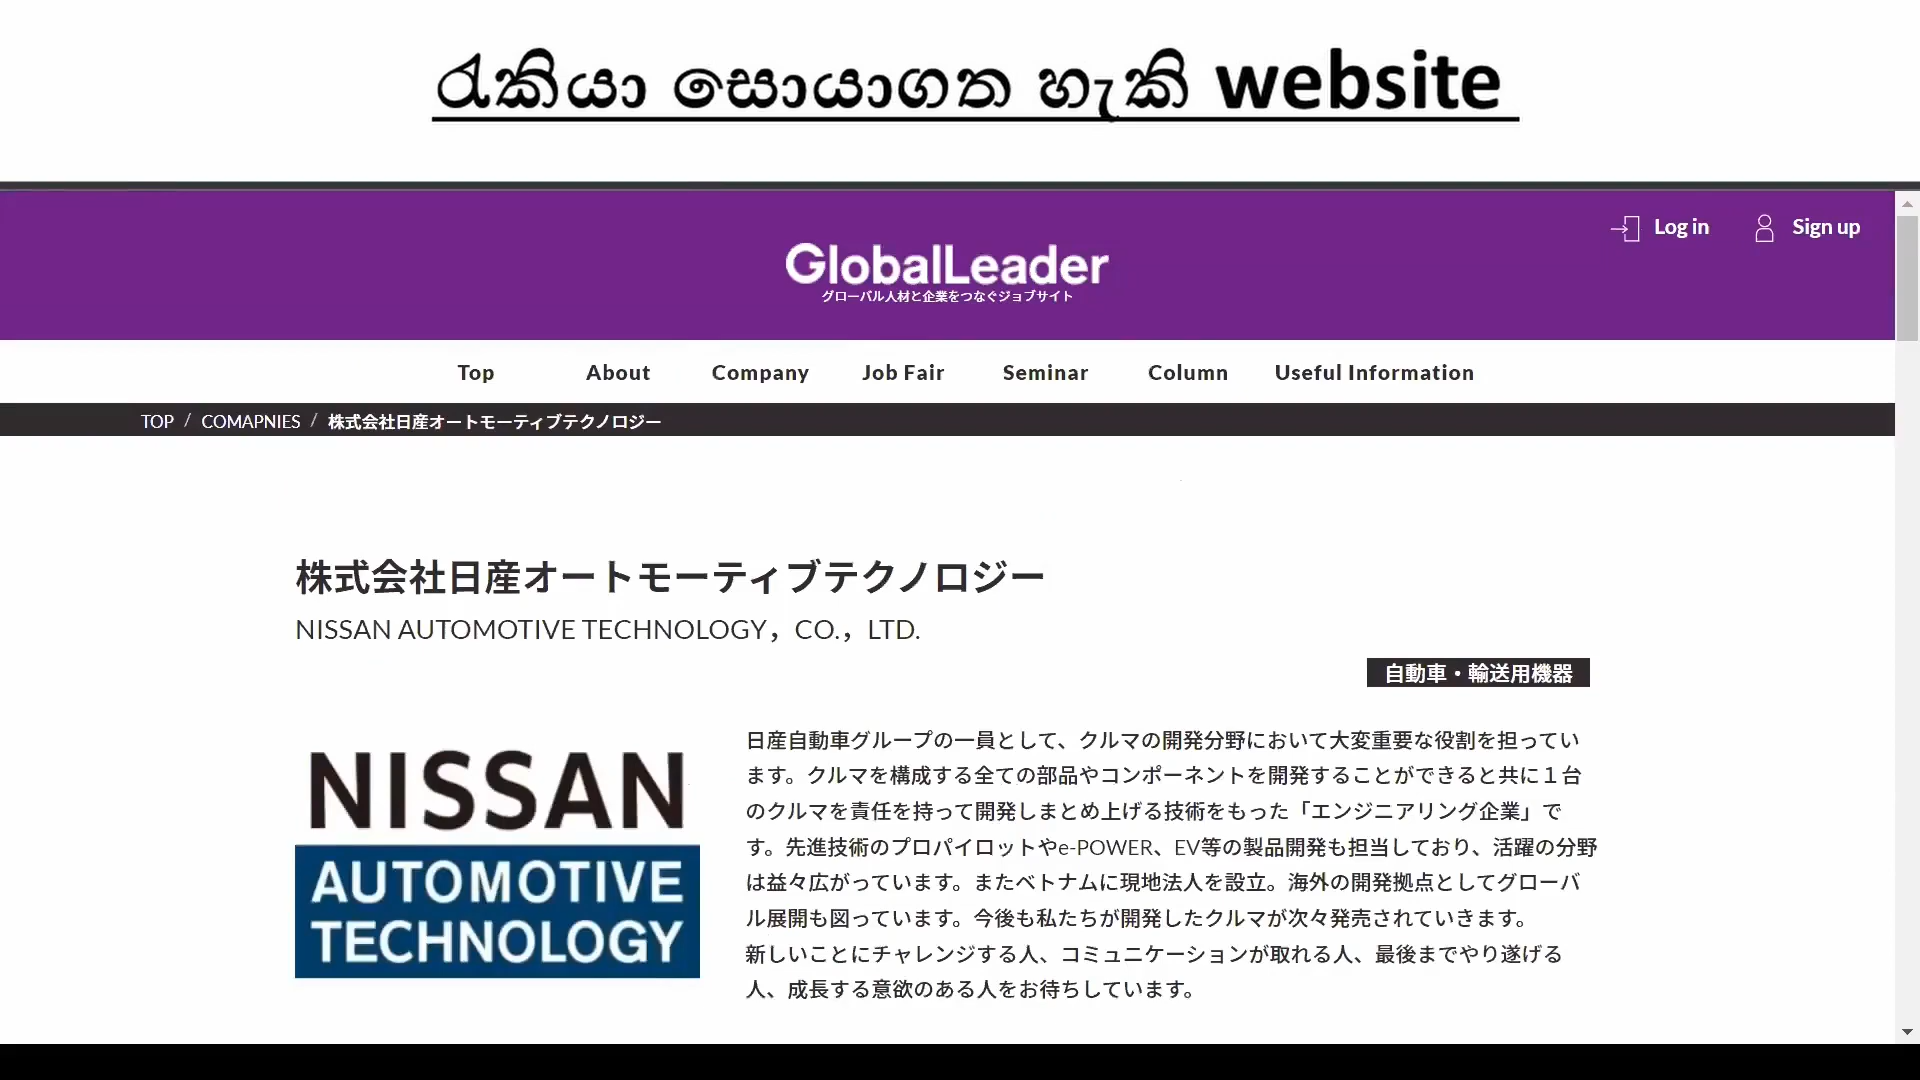 රැකියා සොයාගත හැකි website
Log in
Sign up
GlobalLeader
グローバル人材と企業をつなぐジョブサイト
Top About Company Job Fair Seminar Column Useful Information
TOP / COMAPNIES / 株式会社日産オートモーティブテクノロジー
株式会社日産オートモーティブテクノロジー
NISSAN AUTOMOTIVE TECHNOLOGY，CO.，LTD.
自動車・輸送用機器
NISSAN
AUTOMOTIVE
TECHNOLOGY
日産自動車グループの一員として、クルマの開発分野において大変重要な役割を担ってい
ます。クルマを構成する全ての部品やコンポーネントを開発することができると共に１台
のクルマを責任を持って開発しまとめ上げる技術をもった「エンジニアリング企業」で
す。先進技術のプロパイロットやe-POWER、EV等の製品開発も担当しており、活躍の分野
は益々広がっています。またベトナムに現地法人を設立。海外の開発拠点としてグローバ
ル展開も図っています。今後も私たちが開発したクルマが次々発売されていきます。
新しいことにチャレンジする人、コミュニケーションが取れる人、最後までやり遂げる
人、成長する意欲のある人をお待ちしています。